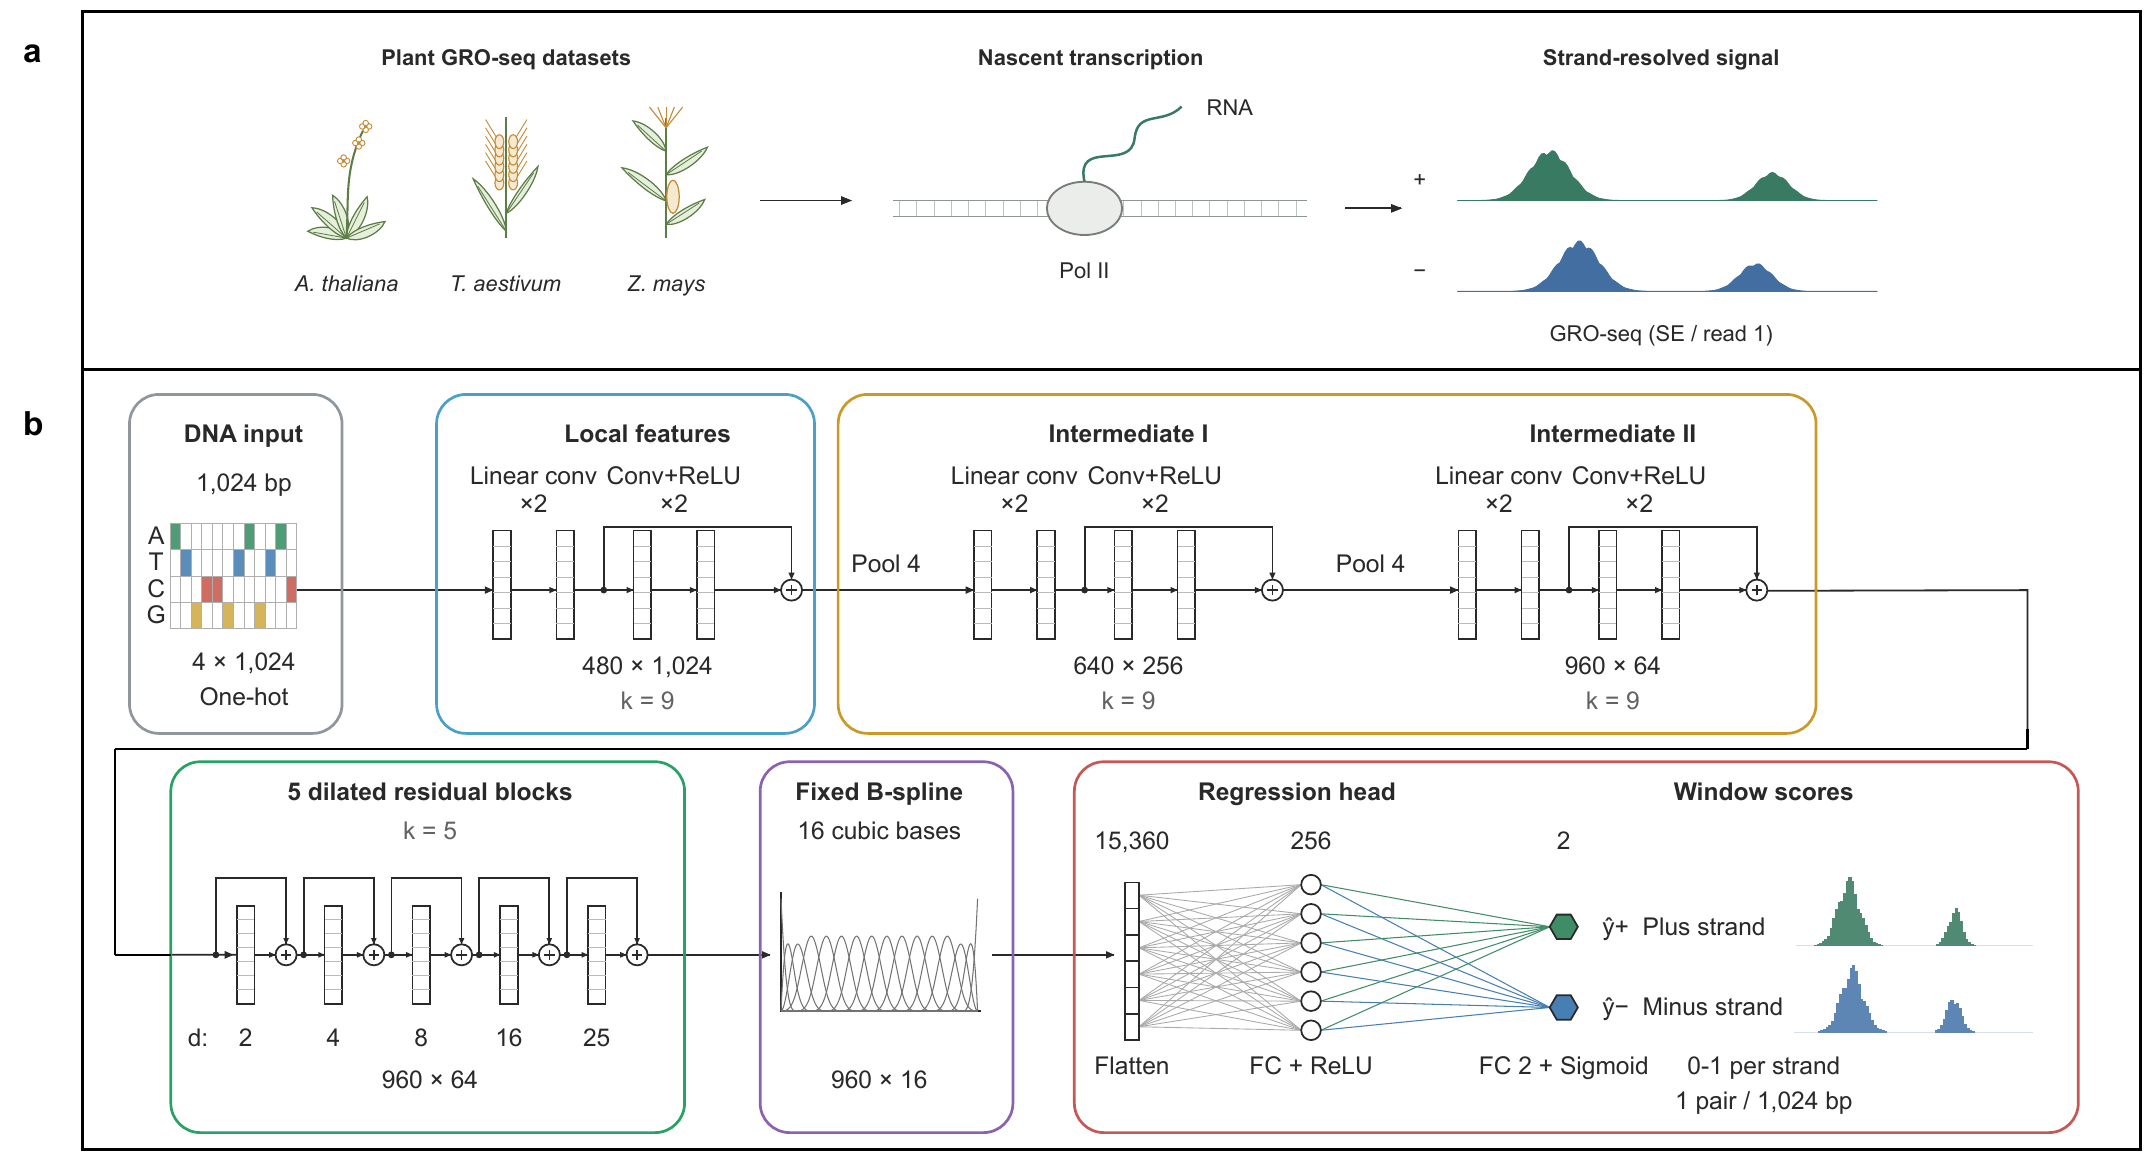 a
Plant GRO-seq datasets
Nascent transcription
Strand-resolved signal
RNA
+
−
Pol II
A. thaliana
T. aestivum
Z. mays
GRO-seq (SE / read 1)
b
DNA input
1,024 bp
A
T
C
G
4 × 1,024
One-hot
Local features
Linear conv Conv+ReLU
×2 ×2
480 × 1,024
k = 9
Intermediate I
Linear conv Conv+ReLU
×2 ×2
Pool 4
640 × 256
k = 9
Intermediate II
Linear conv Conv+ReLU
×2 ×2
Pool 4
960 × 64
k = 9
5 dilated residual blocks
k = 5
d: 2 4 8 16 25
960 × 64
Fixed B-spline
16 cubic bases
960 × 16
Regression head
15,360 256 2
Flatten FC + ReLU FC 2 + Sigmoid
Window scores
ŷ+ Plus strand
ŷ− Minus strand
0-1 per strand
1 pair / 1,024 bp